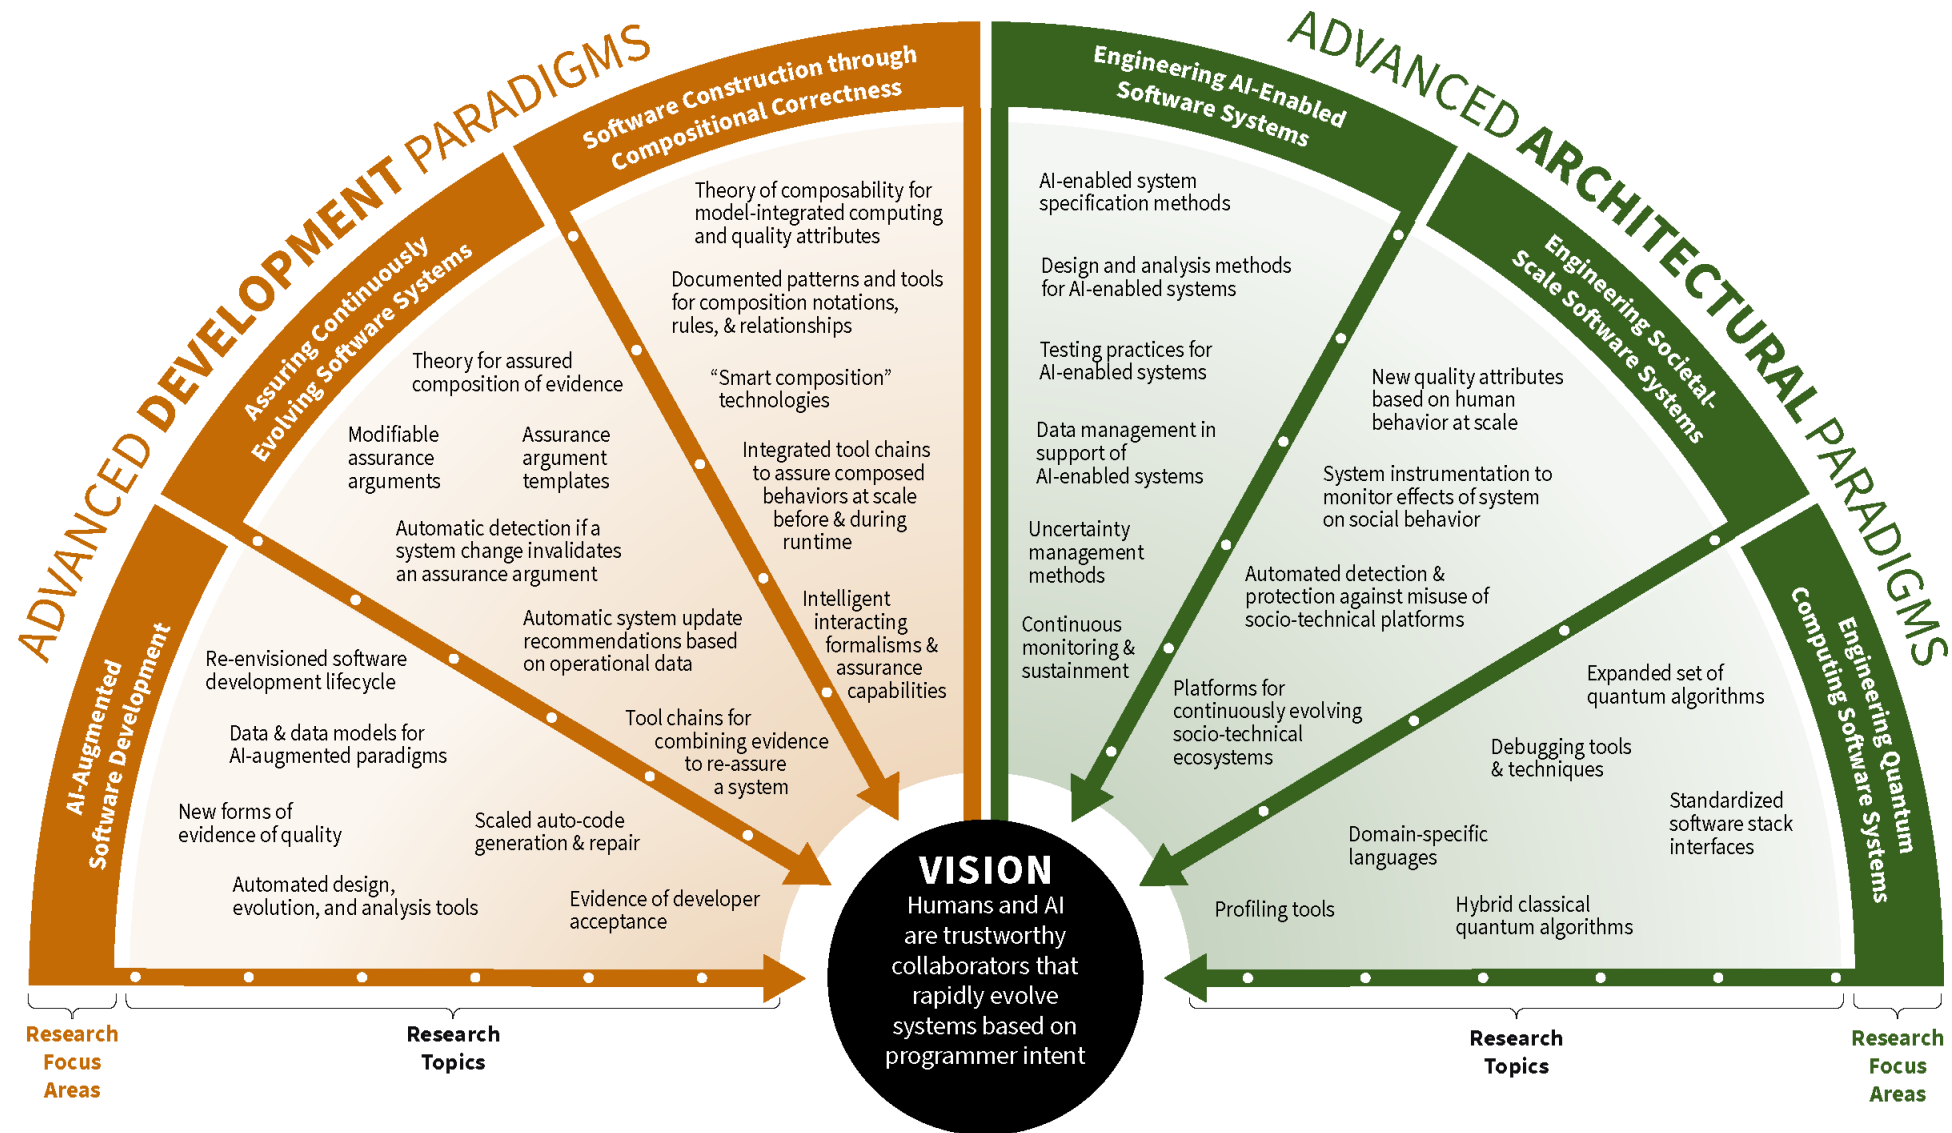 ADVANCED DEVELOPMENT PARADIGMS
ADVANCED ARCHITECTURAL PARADIGMS
AI-Augmented
Software Development
Re-envisioned software
development lifecycle
Data & data models for
AI-augmented paradigms
New forms of
evidence of quality
Scaled auto-code
generation & repair
Automated design,
evolution, and analysis tools
Evidence of developer
acceptance
Assuring Continuously
Evolving Software Systems
Theory for assured
composition of evidence
Modifiable
assurance
arguments
Assurance
argument
templates
Automatic detection if a
system change invalidates
an assurance argument
Automatic system update
recommendations based
on operational data
Tool chains for
combining evidence
to re-assure
a system
Software Construction through
Compositional Correctness
Theory of composability for
model-integrated computing
and quality attributes
Documented patterns and tools
for composition notations,
rules, & relationships
“Smart composition”
technologies
Integrated tool chains
to assure composed
behaviors at scale
before & during
runtime
Intelligent
interacting
formalisms &
assurance
capabilities
Engineering AI-Enabled
Software Systems
AI-enabled system
specification methods
Design and analysis methods
for AI-enabled systems
Testing practices for
AI-enabled systems
Data management in
support of
AI-enabled systems
Uncertainty
management
methods
Continuous
monitoring &
sustainment
Engineering Societal-
Scale Software Systems
New quality attributes
based on human
behavior at scale
System instrumentation to
monitor effects of system
on social behavior
Automated detection &
protection against misuse of
socio-technical platforms
Platforms for
continuously evolving
socio-technical
ecosystems
Engineering Quantum
Computing Software Systems
Expanded set of
quantum algorithms
Debugging tools
& techniques
Standardized
software stack
interfaces
Domain-specific
languages
Profiling tools
Hybrid classical
quantum algorithms
VISION
Humans and AI
are trustworthy
collaborators that
rapidly evolve
systems based on
programmer intent
Research
Focus
Areas
Research
Topics
Research
Topics
Research
Focus
Areas